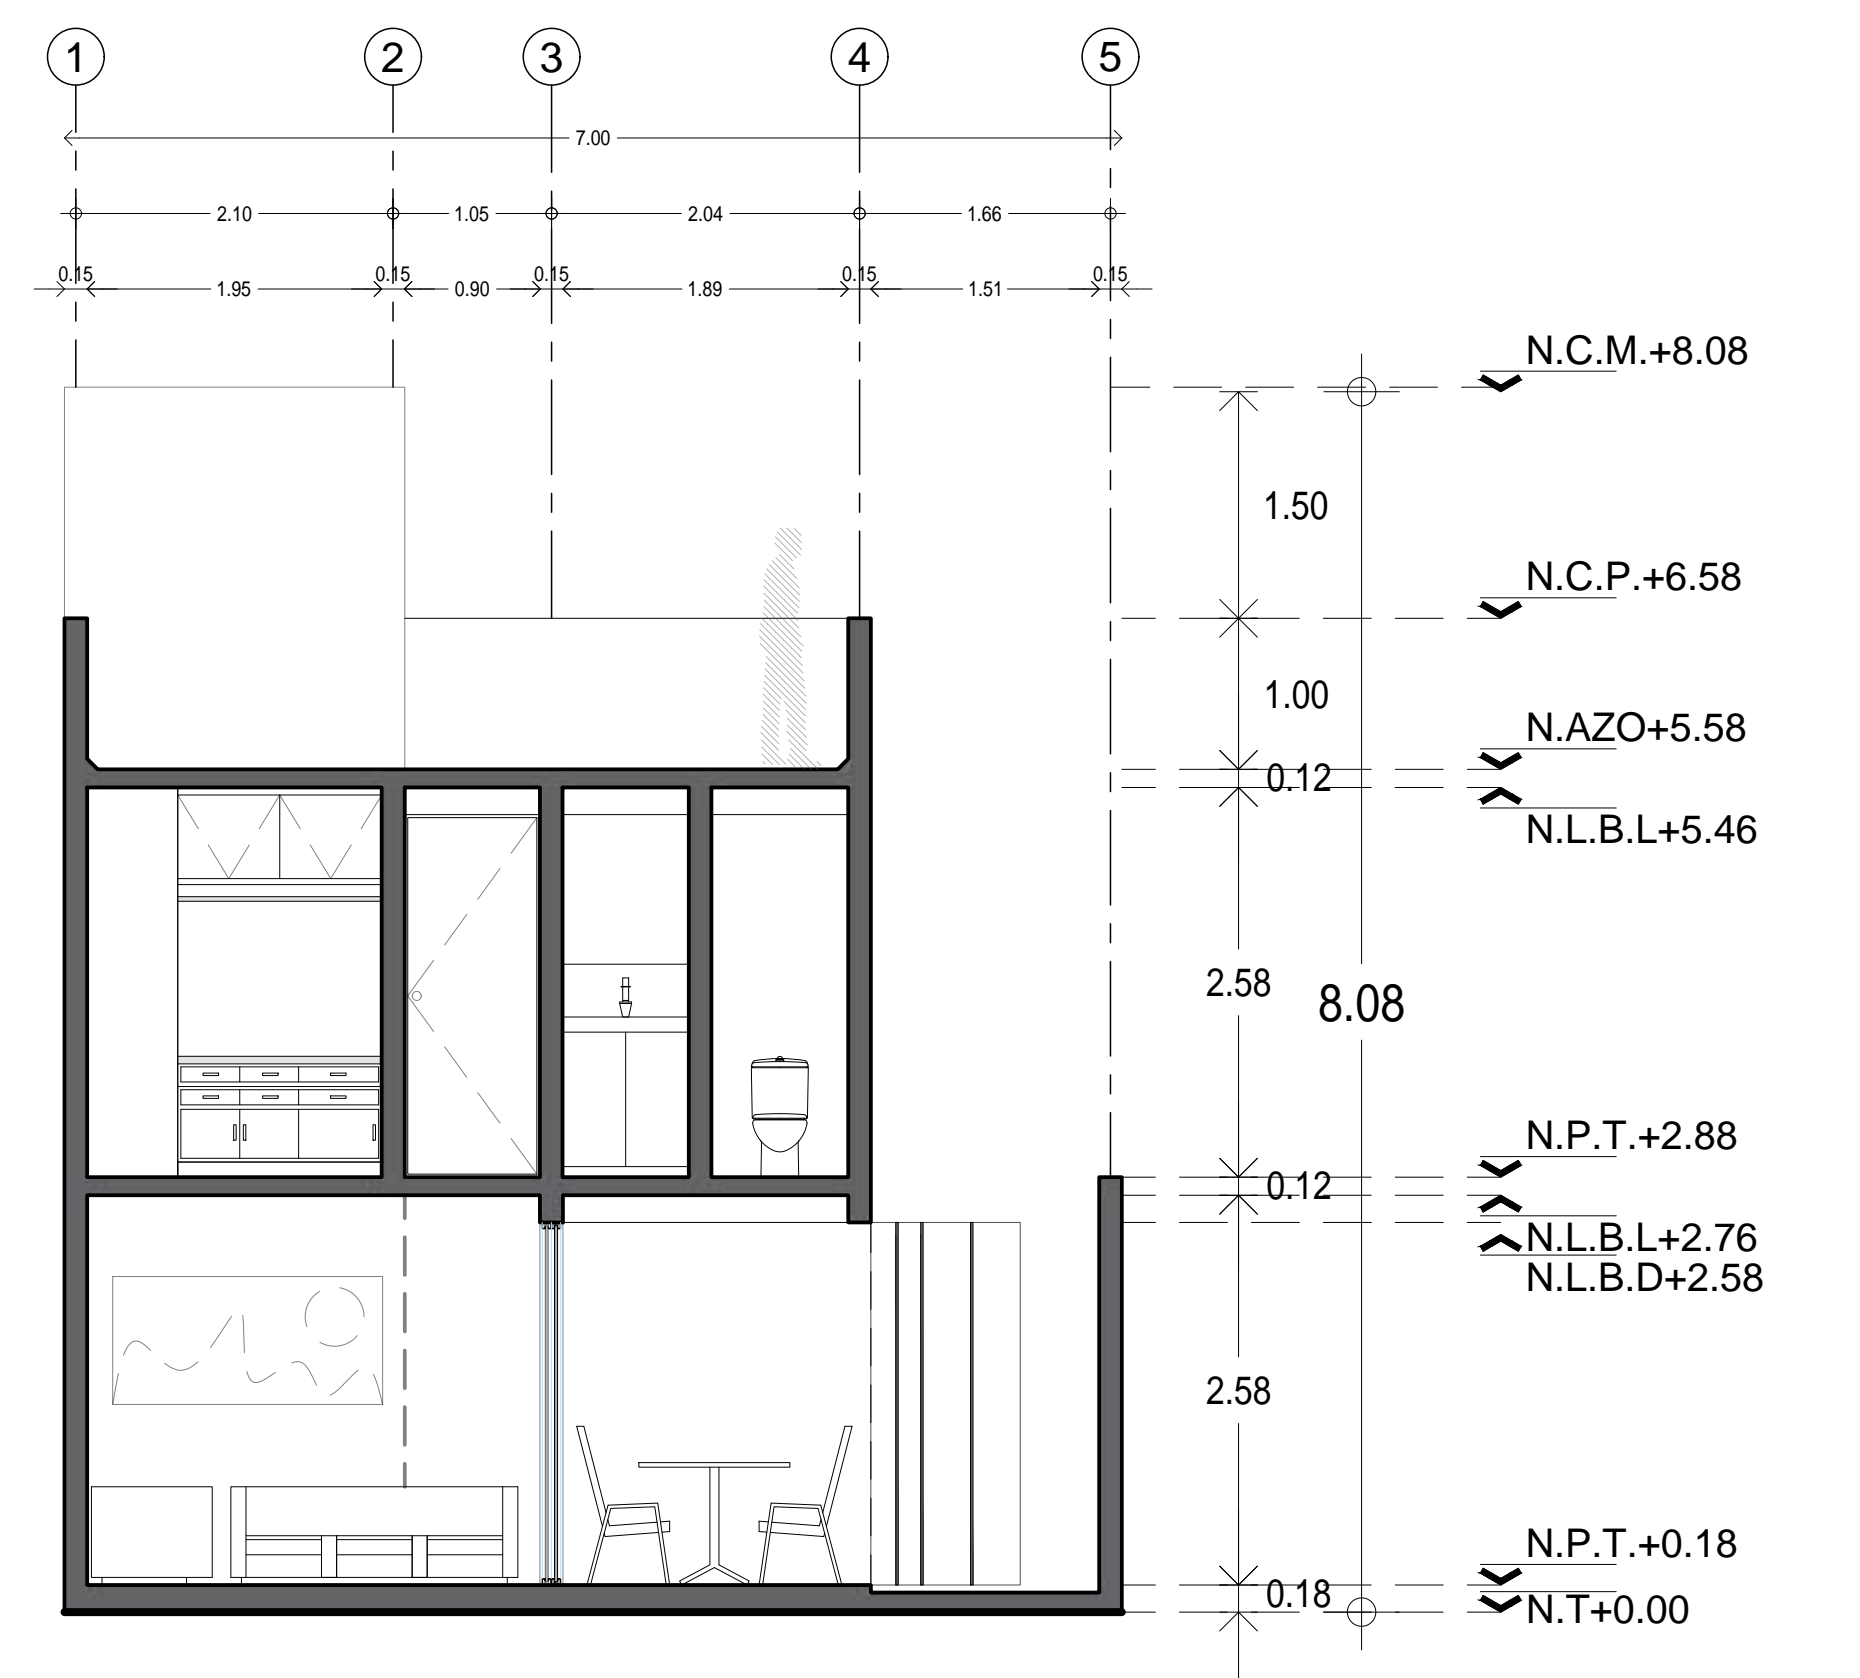 1 2 3 4 5
7.00
2.10 1.05 2.04 1.66
0.15 0.15 0.15 0.15 0.15
1.95 0.90 1.89 1.51
N.C.M.+8.08
1.50
N.C.P.+6.58
1.00
N.AZO+5.58
0.12
N.L.B.L+5.46
2.58
8.08
N.P.T.+2.88
0.12
N.L.B.L+2.76
N.L.B.D+2.58
2.58
N.P.T.+0.18
0.18
N.T+0.00